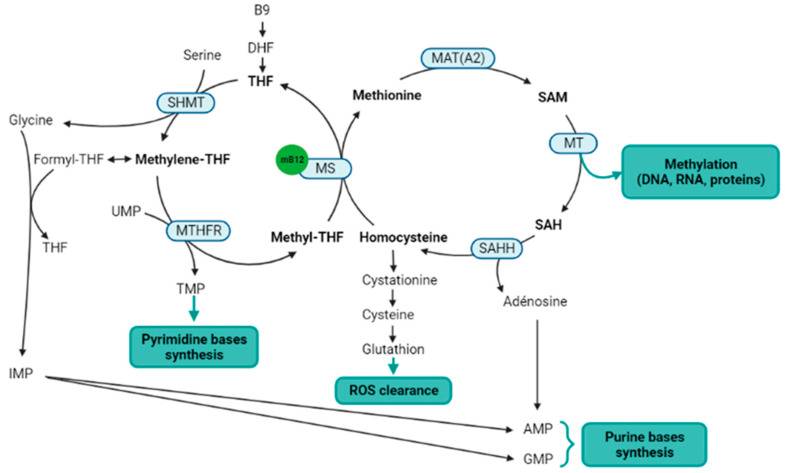 B9
DHF
THF
Serine
SHMT
Glycine
Formyl-THF
Methylene-THF
THF
UMP
MTHFR
TMP
Pyrimidine bases
synthesis
IMP
Methyl-THF
mB12
MS
Methionine
MAT(A2)
SAM
MT
Methylation
(DNA, RNA, proteins)
SAH
SAHH
Homocysteine
Cystationine
Cysteine
Glutathion
ROS clearance
Adénosine
AMP
GMP
Purine bases
synthesis